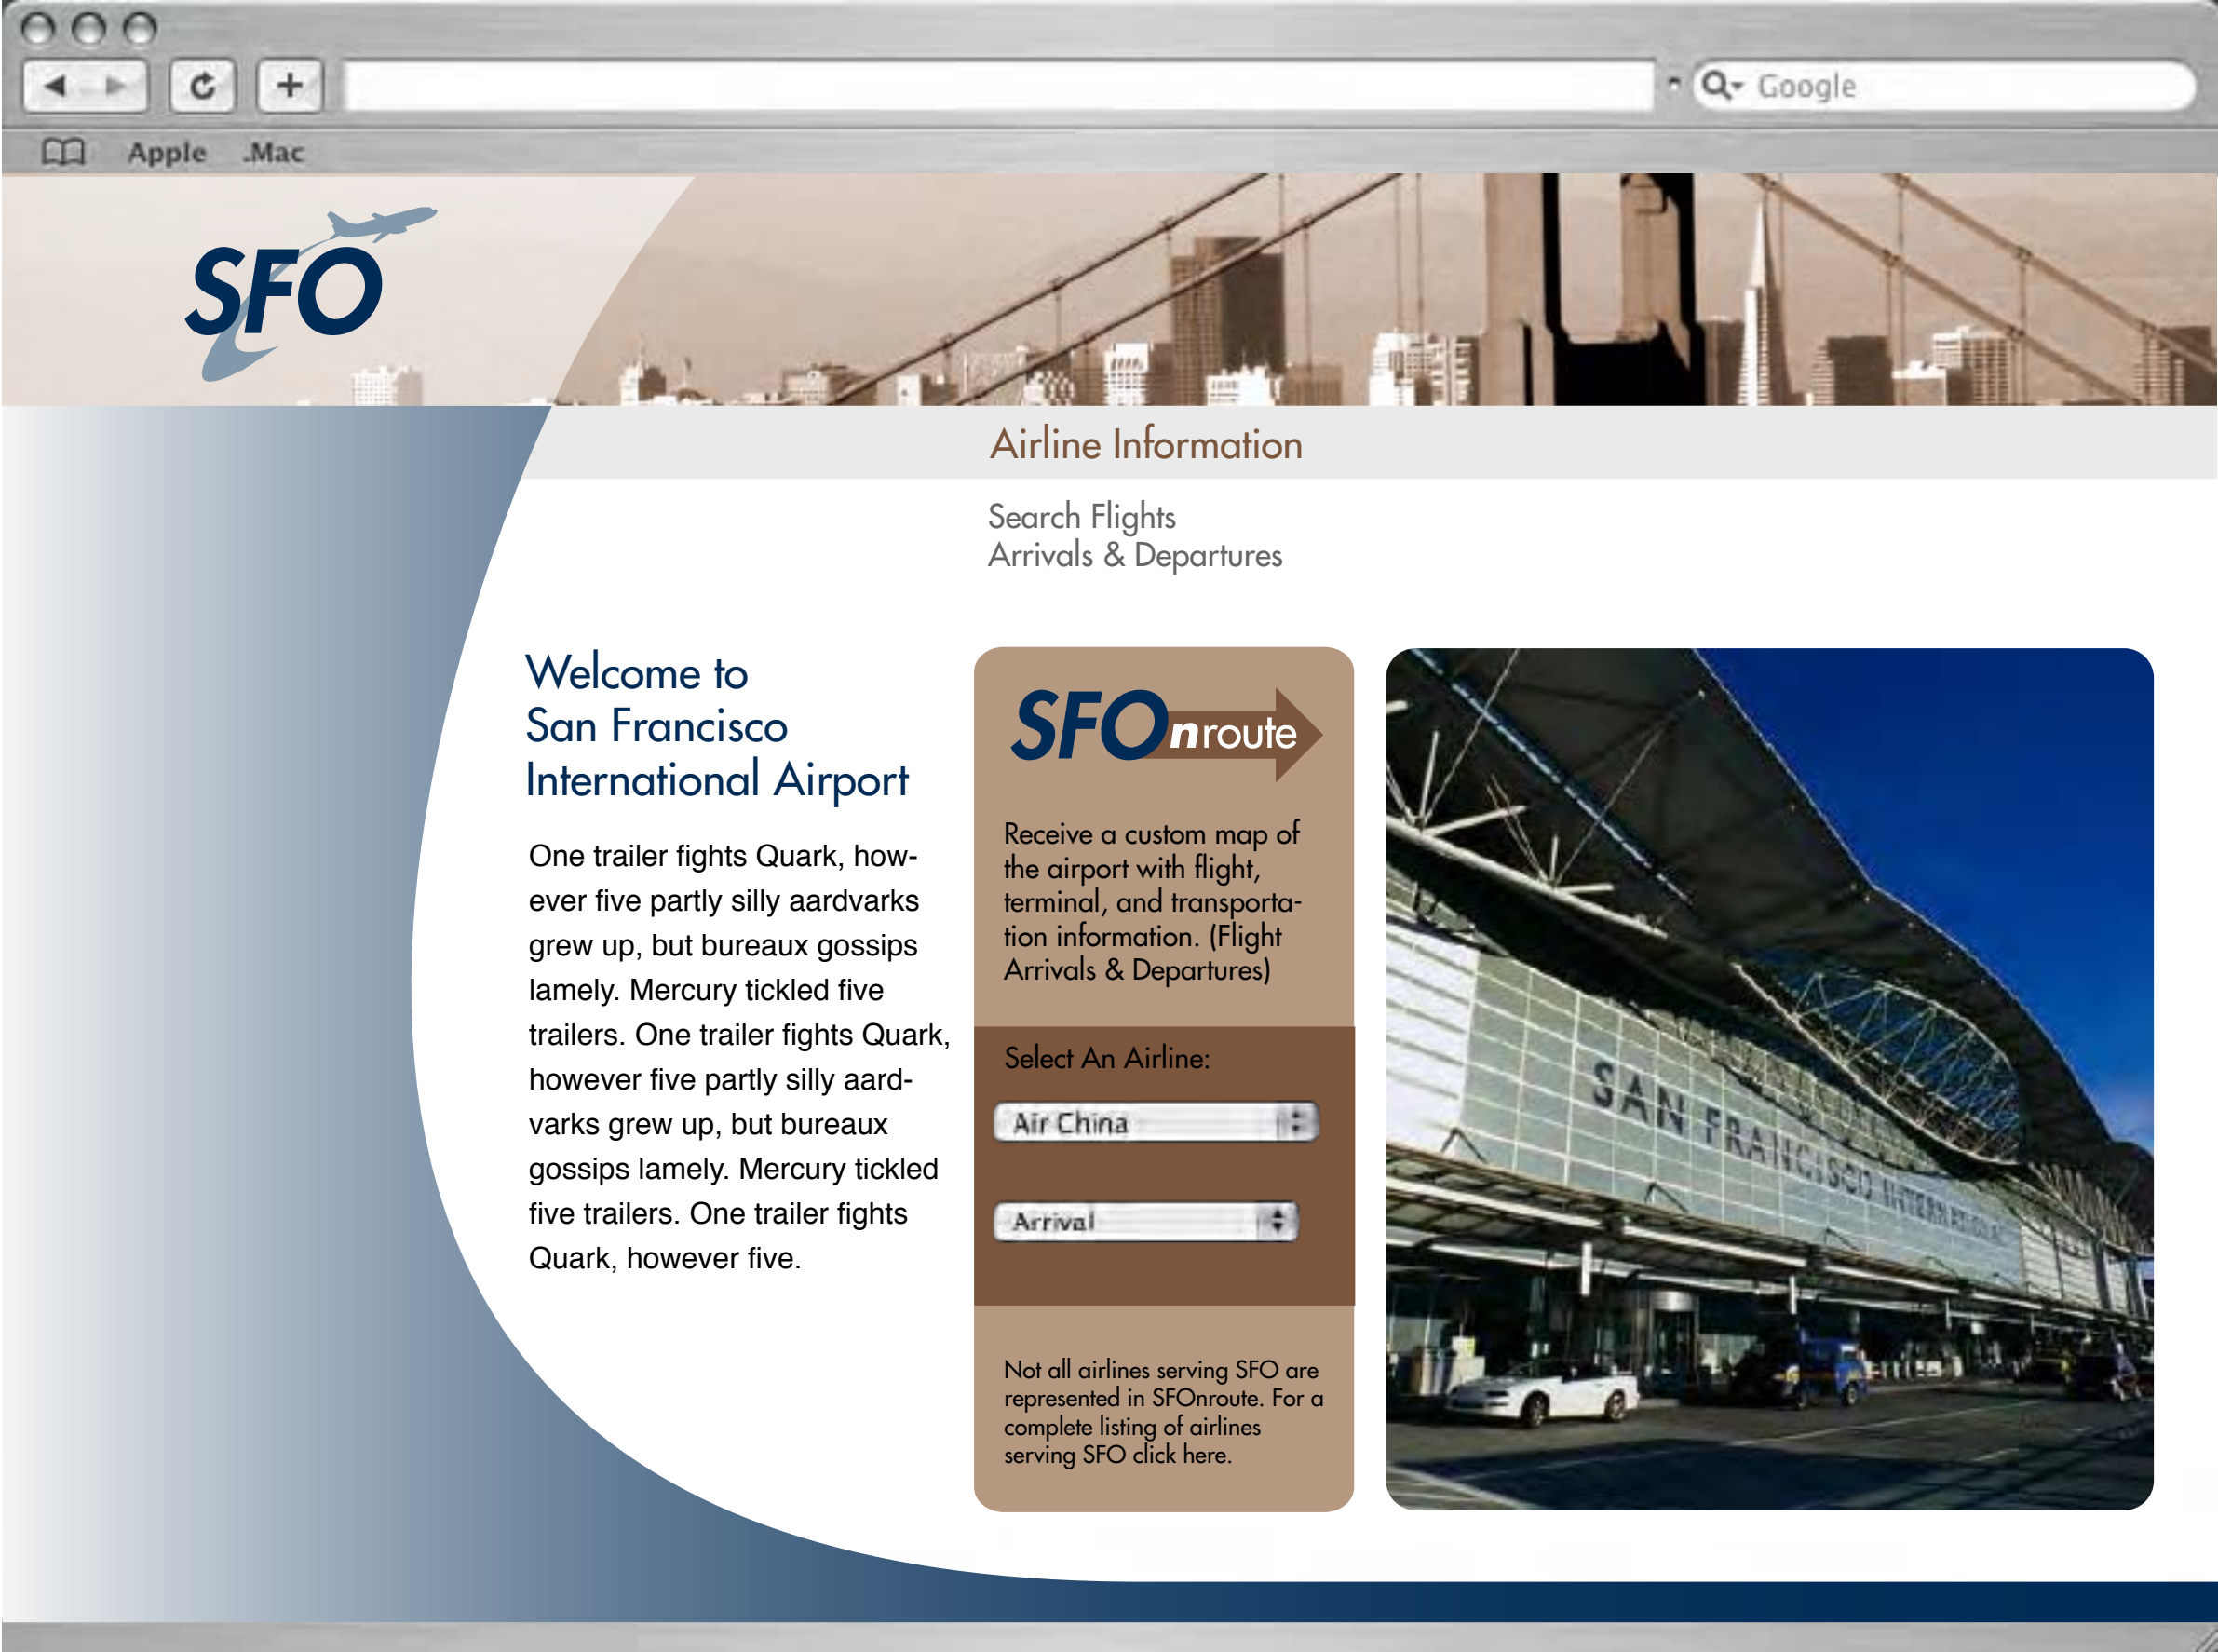 Google
Apple .Mac
SFO
Airline Information
Search Flights
Arrivals & Departures
Welcome to
San Francisco
International Airport
One trailer fights Quark, how-
ever five partly silly aardvarks
grew up, but bureaux gossips
lamely. Mercury tickled five
trailers. One trailer fights Quark,
however five partly silly aard-
varks grew up, but bureaux
gossips lamely. Mercury tickled
five trailers. One trailer fights
Quark, however five.
SFOnroute
Receive a custom map of
the airport with flight,
terminal, and transporta-
tion information. (Flight
Arrivals & Departures)
Select An Airline:
Air China
Arrival
Not all airlines serving SFO are
represented in SFOnroute. For a
complete listing of airlines
serving SFO click here.
SAN FRANCISCO INTERNATIONAL